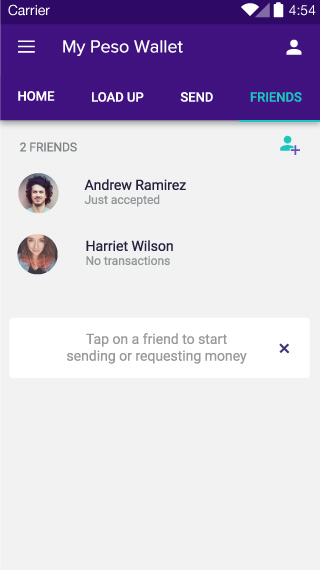 Carrier 4:54
My Peso Wallet
HOME LOAD UP SEND FRIENDS
2 FRIENDS
Andrew Ramirez
Just accepted
Harriet Wilson
No transactions
Tap on a friend to start
sending or requesting money